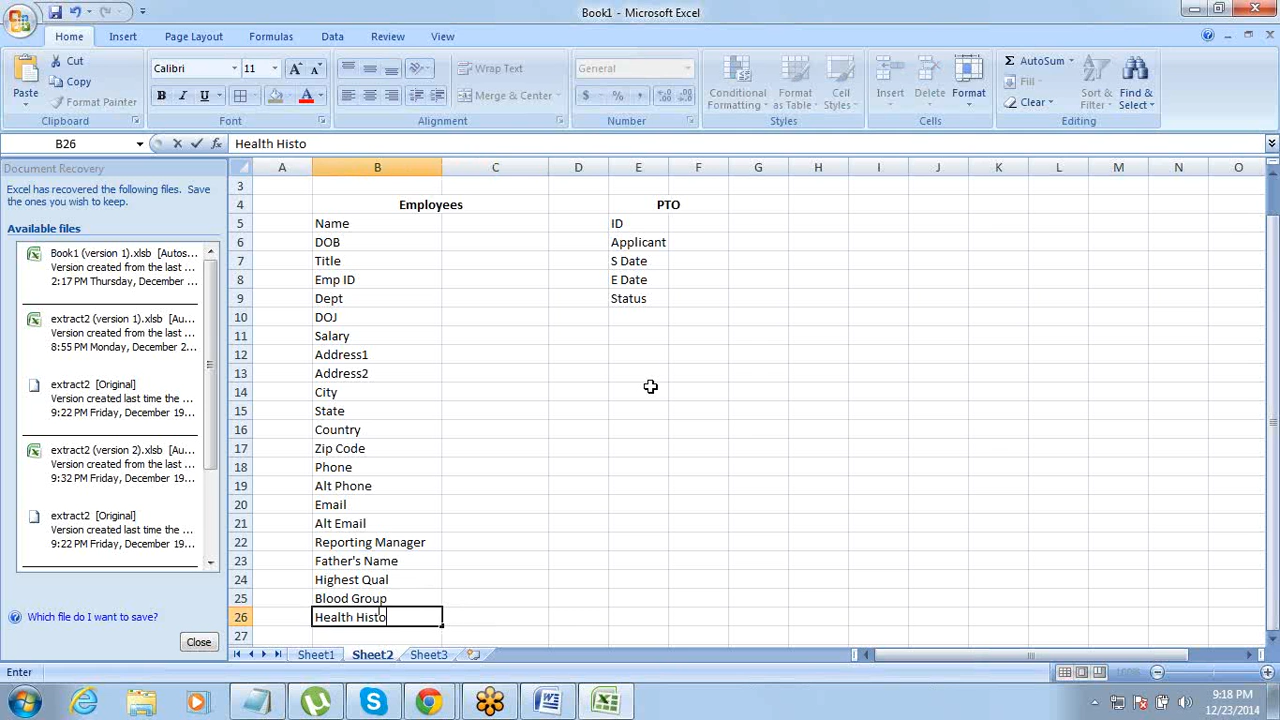 Book1 - Microsoft Excel
Home Insert Page Layout Formulas Data Review View
Paste
Cut
Copy
Format Painter
Clipboard
Calibri 11
B I U A
Font
Wrap Text
Merge & Center
Alignment
General
$ % ,
Number
Conditional Formatting
Format as Table
Cell Styles
Styles
Insert Delete Format
Cells
AutoSum
Fill
Clear
Sort & Filter
Find & Select
Editing
B26 fx Health Histo
Document Recovery
Excel has recovered the following files. Save
the ones you wish to keep.
Available files
Book1 (version 1).xlsb [Autos...
Version created from the last ...
2:17 PM Thursday, December ...
extract2 (version 1).xlsb [Au...
Version created from the last ...
8:55 PM Monday, December 2...
extract2 [Original]
Version created last time the ...
9:22 PM Friday, December 19...
extract2 (version 2).xlsb [Au...
Version created from the last ...
9:32 PM Friday, December 19...
extract2 [Original]
Version created last time the ...
9:22 PM Friday, December 19...
Which file do I want to save?
Close
A B C D E F G H I J K L M N O
3
4 Employees PTO
5 Name ID
6 DOB Applicant
7 Title S Date
8 Emp ID E Date
9 Dept Status
10 DOJ
11 Salary
12 Address1
13 Address2
14 City
15 State
16 Country
17 Zip Code
18 Phone
19 Alt Phone
20 Email
21 Alt Email
22 Reporting Manager
23 Father's Name
24 Highest Qual
25 Blood Group
26 Health Histo
27
Sheet1 Sheet2 Sheet3
Enter
100%
9:18 PM
12/23/2014